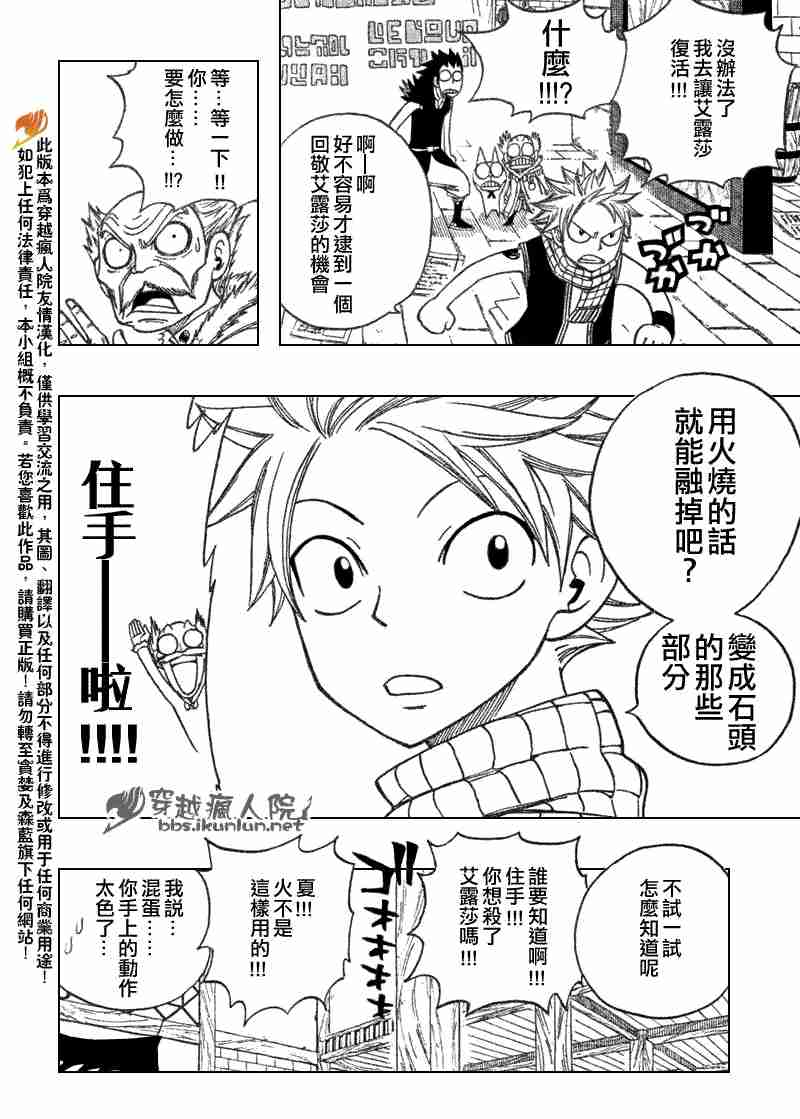 沒辦法了
我去讓艾露莎
復活!!!
什麼
!!!?
啊—啊
好不容易才逮到一個
回敬艾露莎的機會
等…等一下!!
你……
要怎麼做…!!?
用火燒的話
就能融掉吧?
變成石頭
的那些
部分
住手——啦!!!!
不試一試
怎麼知道呢
誰要知道啊!!!
住手!!!
你想殺了
艾露莎嗎!!!
夏!!!
火不是
這樣用的!!!
我說…
混蛋……
你手上的動作
太色了…
此版本爲穿越瘋人院友情漢化，僅供學習交流之用，其圖、翻譯以及任何部分不得進行修改或用于任何商業用途！
如犯上任何法律責任，本小組概不負責。若您喜歡此作品，請購買正版！請勿轉至貪婪及森藍旗下任何網站！
穿越瘋人院
bbs.ikunlun.net